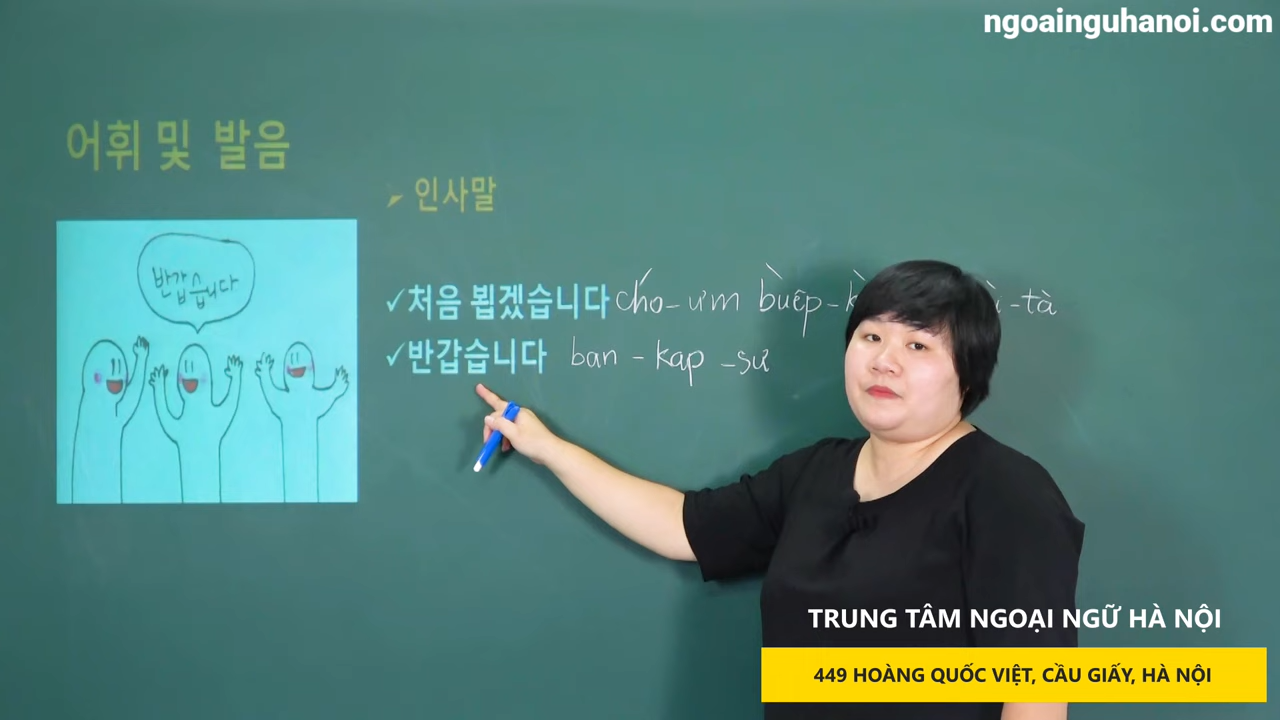 ngoainguhanoi.com
어휘 및 발음
인사말
반갑습니다
처음 뵙겠습니다 chó-ưm buêp-
-tà
반갑습니다 ban - kap - sư
TRUNG TÂM NGOẠI NGỮ HÀ NỘI
449 HOÀNG QUỐC VIỆT, CẦU GIẤY, HÀ NỘI